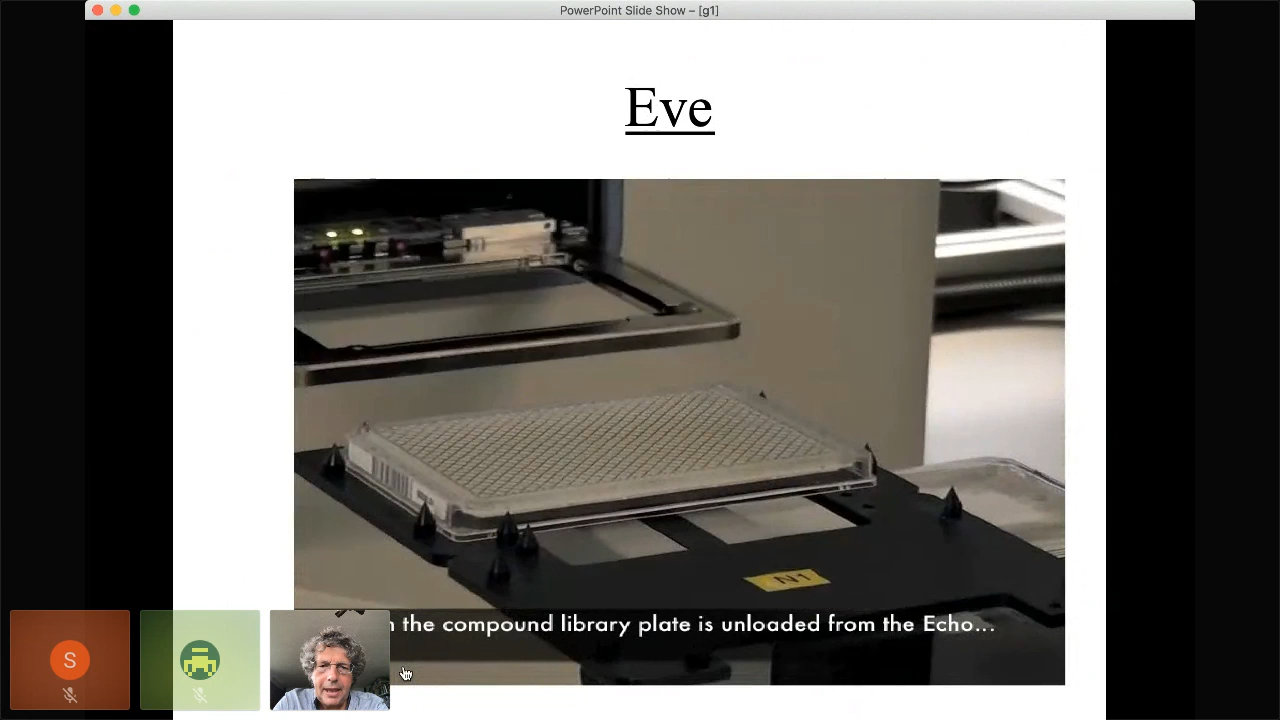 PowerPoint Slide Show – [g1]
Eve
N1
n the compound library plate is unloaded from the Echo...
S